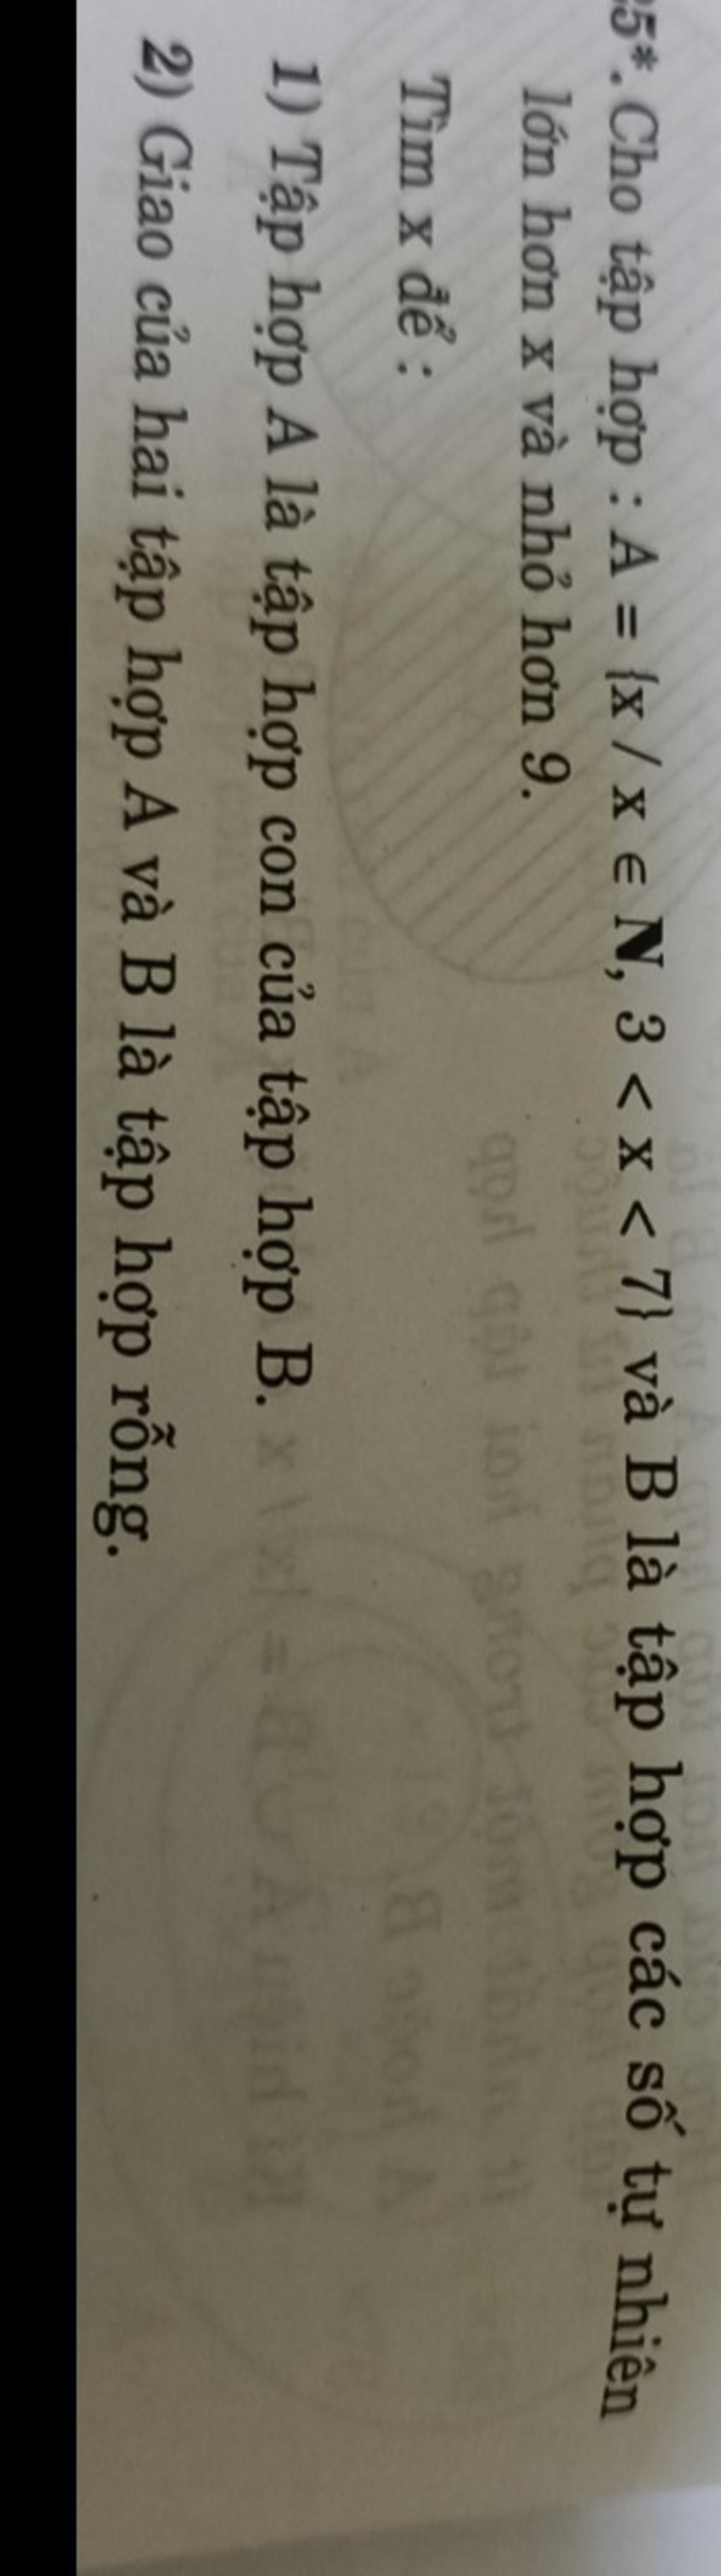 5*. Cho tập hợp : A = {x / x ∈ N, 3 < x < 7} và B là tập hợp các số tự nhiên
lớn hơn x và nhỏ hơn 9.
Tìm x để :
1) Tập hợp A là tập hợp con của tập hợp B.
2) Giao của hai tập hợp A và B là tập hợp rỗng.